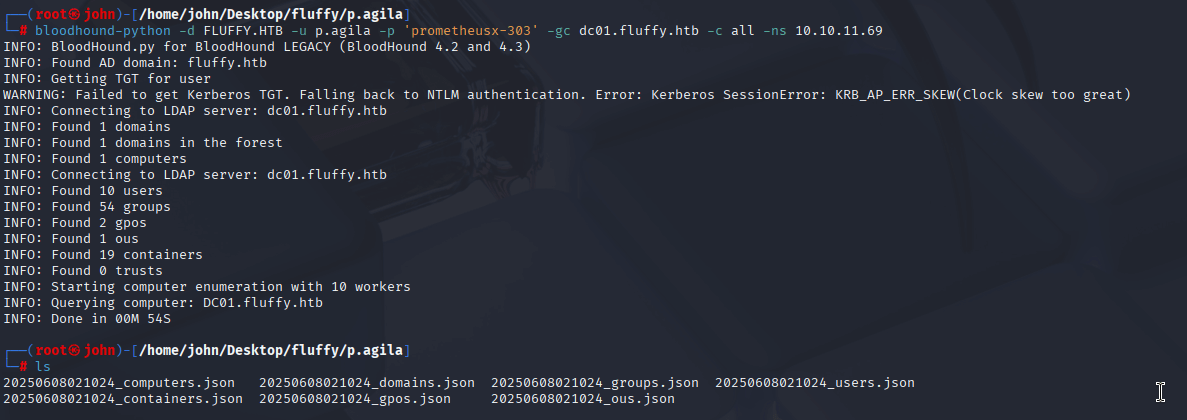 ┌──(root㉿john)-[/home/john/Desktop/fluffy/p.agila]
└─# bloodhound-python -d FLUFFY.HTB -u p.agila -p 'prometheusx-303' -gc dc01.fluffy.htb -c all -ns 10.10.11.69
INFO: BloodHound.py for BloodHound LEGACY (BloodHound 4.2 and 4.3)
INFO: Found AD domain: fluffy.htb
INFO: Getting TGT for user
WARNING: Failed to get Kerberos TGT. Falling back to NTLM authentication. Error: Kerberos SessionError: KRB_AP_ERR_SKEW(Clock skew too great)
INFO: Connecting to LDAP server: dc01.fluffy.htb
INFO: Found 1 domains
INFO: Found 1 domains in the forest
INFO: Found 1 computers
INFO: Connecting to LDAP server: dc01.fluffy.htb
INFO: Found 10 users
INFO: Found 54 groups
INFO: Found 2 gpos
INFO: Found 1 ous
INFO: Found 19 containers
INFO: Found 0 trusts
INFO: Starting computer enumeration with 10 workers
INFO: Querying computer: DC01.fluffy.htb
INFO: Done in 00M 54S
┌──(root㉿john)-[/home/john/Desktop/fluffy/p.agila]
└─# ls
20250608021024_computers.json   20250608021024_domains.json  20250608021024_groups.json  20250608021024_users.json
20250608021024_containers.json  20250608021024_gpos.json     20250608021024_ous.json